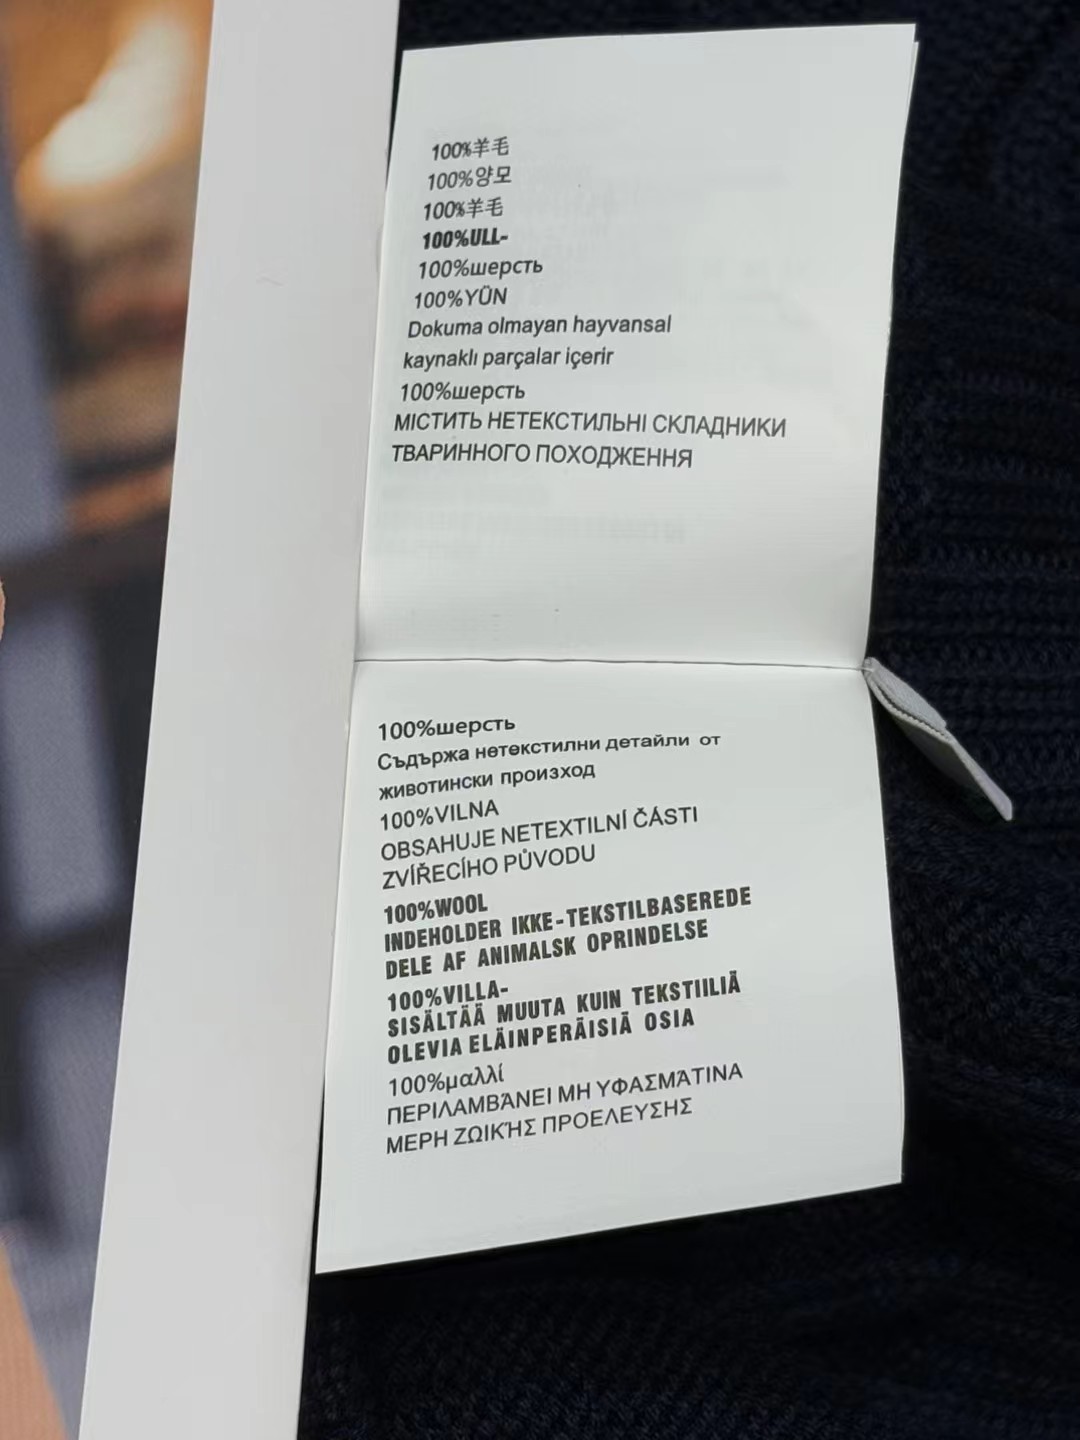 100%羊毛
100%양모
100%羊毛
100%ULL-
100%шерсть
100%YÜN
Dokuma olmayan hayvansal
kaynaklı parçalar içerir
100%шерсть
МІСТИТЬ НЕТЕКСТИЛЬНІ СКЛАДНИКИ
ТВАРИННОГО ПОХОДЖЕННЯ
100%шерсть
Съдържа нетекстилни детайли от
животински произход
100%VILNA
OBSAHUJE NETEXTILNÍ ČÁSTI
ZVÍŘECÍHO PŮVODU
100%WOOL
INDEHOLDER IKKE-TEKSTILBASEREDE
DELE AF ANIMALSK OPRINDELSE
100%VILLA-
SISÄLTÄÄ MUUTA KUIN TEKSTIILIÄ
OLEVIA ELÄINPERÄISIÄ OSIA
100%μαλλί
ΠΕΡΙΛΑΜΒΆΝΕΙ ΜΗ ΥΦΑΣΜΆΤΙΝΑ
ΜΕΡΗ ΖΩΙΚΉΣ ΠΡΟΕΛΕΥΣΗΣ